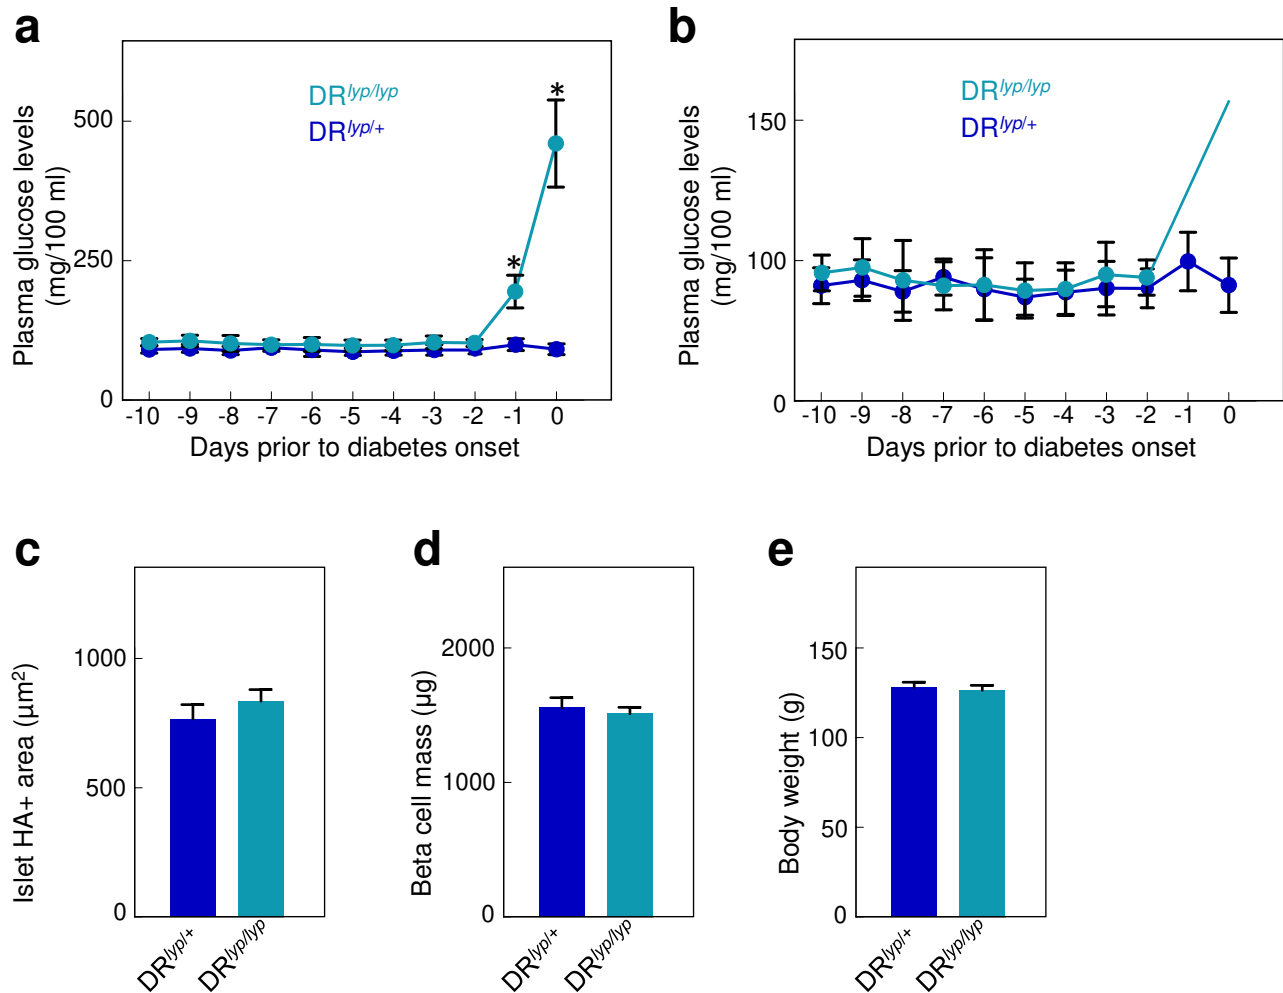 a
DRlyp/lyp
DRlyp/+
*
*
500
250
0
Plasma glucose levels
(mg/100 ml)
-10 -9 -8 -7 -6 -5 -4 -3 -2 -1 0
Days prior to diabetes onset
b
DRlyp/lyp
DRlyp/+
150
100
0
Plasma glucose levels
(mg/100 ml)
-10 -9 -8 -7 -6 -5 -4 -3 -2 -1 0
Days prior to diabetes onset
c
1000
500
0
Islet HA+ area (µm²)
DRlyp/+
DRlyp/lyp
d
2000
1000
0
Beta cell mass (µg)
DRlyp/+
DRlyp/lyp
e
150
100
50
0
Body weight (g)
DRlyp/+
DRlyp/lyp